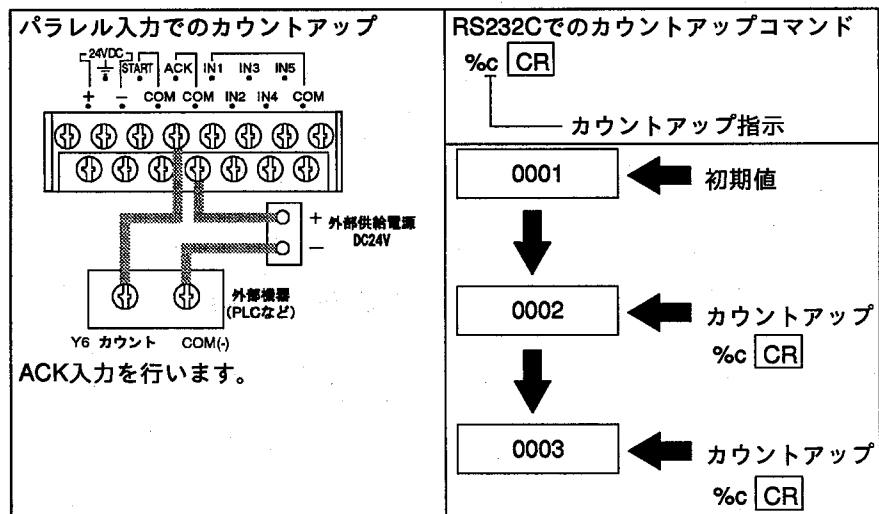 パラレル入力でのカウントアップ
24VDC
START ACK IN1 IN3 IN5
+ − COM COM IN2 IN4 COM
+ 外部供給電源
− DC24V
外部機器
(PLCなど)
Y6 カウント COM(-)
ACK入力を行います。
RS232Cでのカウントアップコマンド
%c CR
カウントアップ指示
0001 初期値
0002 カウントアップ
%c CR
0003 カウントアップ
%c CR